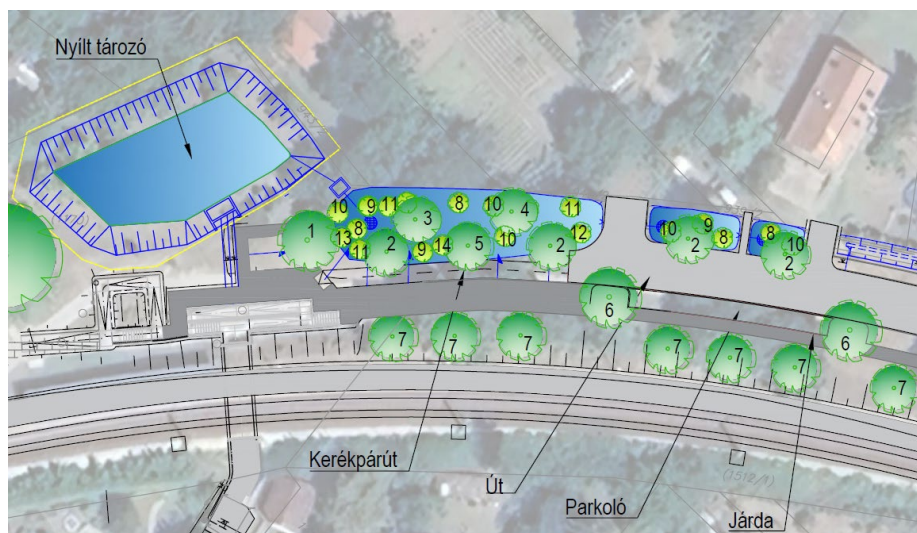 Nyílt tározó
10 9 11 8 10 4 11
1 3
13 8 2 11 9 14 5 10 2 12
10 9 8 2 8 10 2
6 6
7 7 7 7 7 7 7
Kerékpárút
Út
Parkoló
Járda
(1512/1)